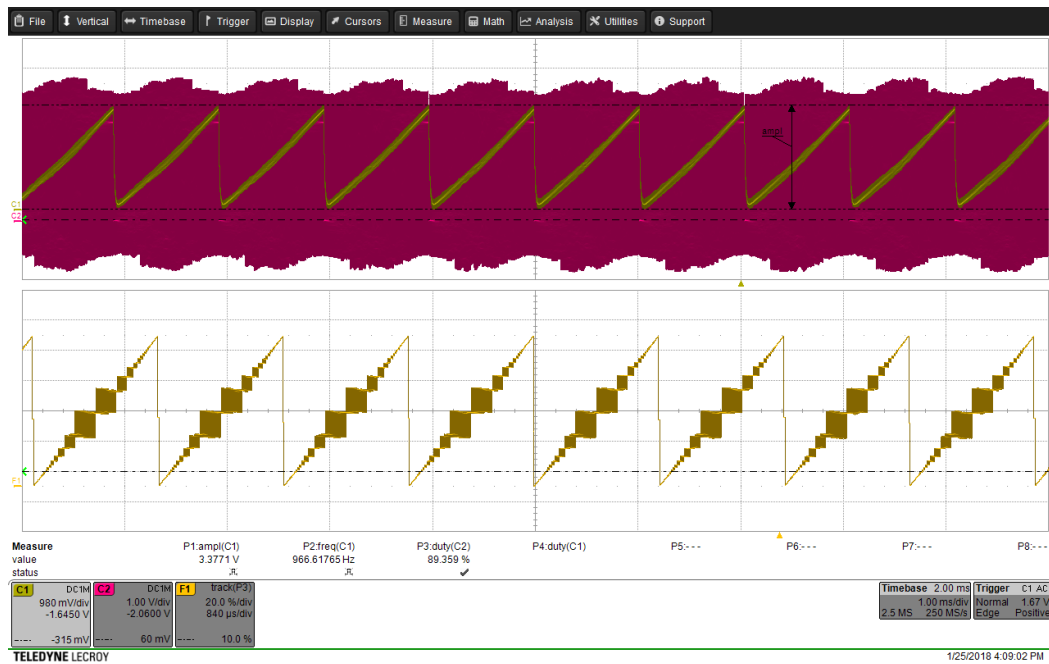 File Vertical Timebase Trigger Display Cursors Measure Math Analysis Utilities Support
ampl
C1
C2
F1
Measure P1:ampl(C1) P2:freq(C1) P3:duty(C2) P4:duty(C1) P5:- - - P6:- - - P7:- - - P8:- - -
value 3.3771 V 966.61765 Hz 89.359 %
status
C1 DC1M C2 DC1M F1 track(P3) Timebase 2.00 ms Trigger C1 AC
980 mV/div 1.00 V/div 20.0 %/div 1.00 ms/div Normal 1.67 V
-1.6450 V -2.0600 V 840 µs/div 2.5 MS 250 MS/s Edge Positive
-315 mV 60 mV 10.0 %
TELEDYNE LECROY 1/25/2018 4:09:02 PM